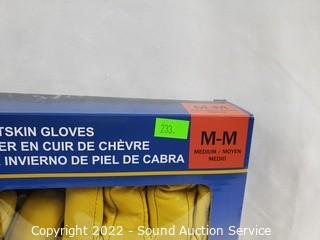 M-M
TSKIN GLOVES
ER EN CUIR DE CHÈVRE
INVIERNO DE PIEL DE CABRA
233.
M-M
MEDIUM / MOYEN
MEDIO
Copyright 2022 - Sound Auction Service